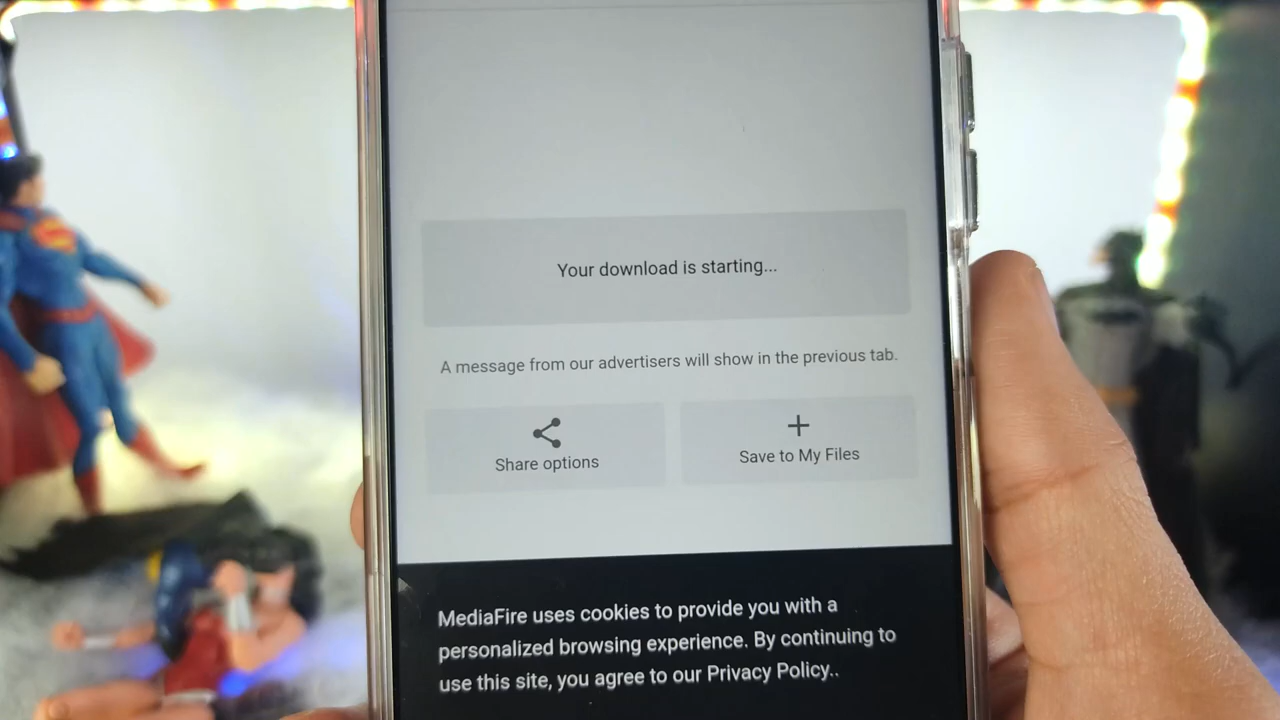 Your download is starting...
A message from our advertisers will show in the previous tab.
Share options
Save to My Files
MediaFire uses cookies to provide you with a
personalized browsing experience. By continuing to
use this site, you agree to our Privacy Policy..